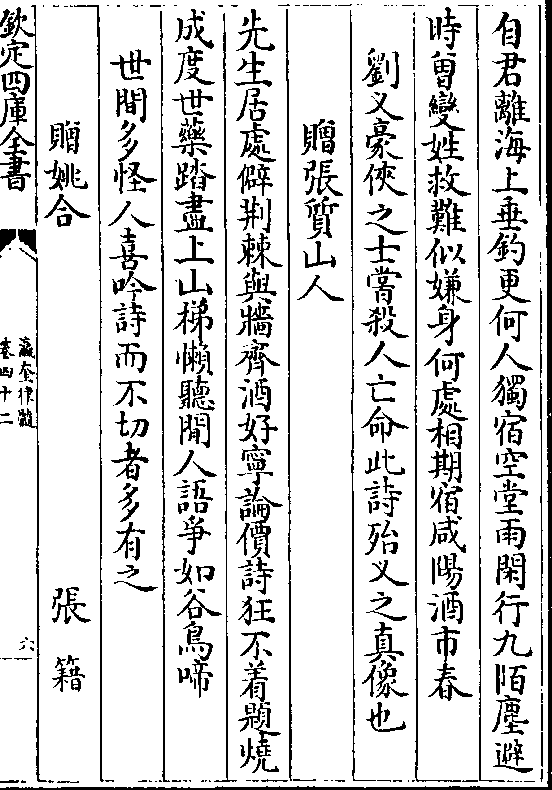 自君離海上垂釣更何人獨宿空堂雨閑行九陌塵避
時曾變姓救難似嫌身何處相期宿咸陽酒市春
劉义豪俠之士嘗殺人亡命此詩殆义之真像也
贈張質山人
先生居處僻荆棘與牆齊酒好寧論價詩狂不着題燒
成度世藥踏盡上山梯懶聽閒人語爭如谷鳥啼
世間多怪人喜吟詩而不切者多有之
贈姚合 張籍
欽定四庫全書
瀛奎律髓
卷四十二
六